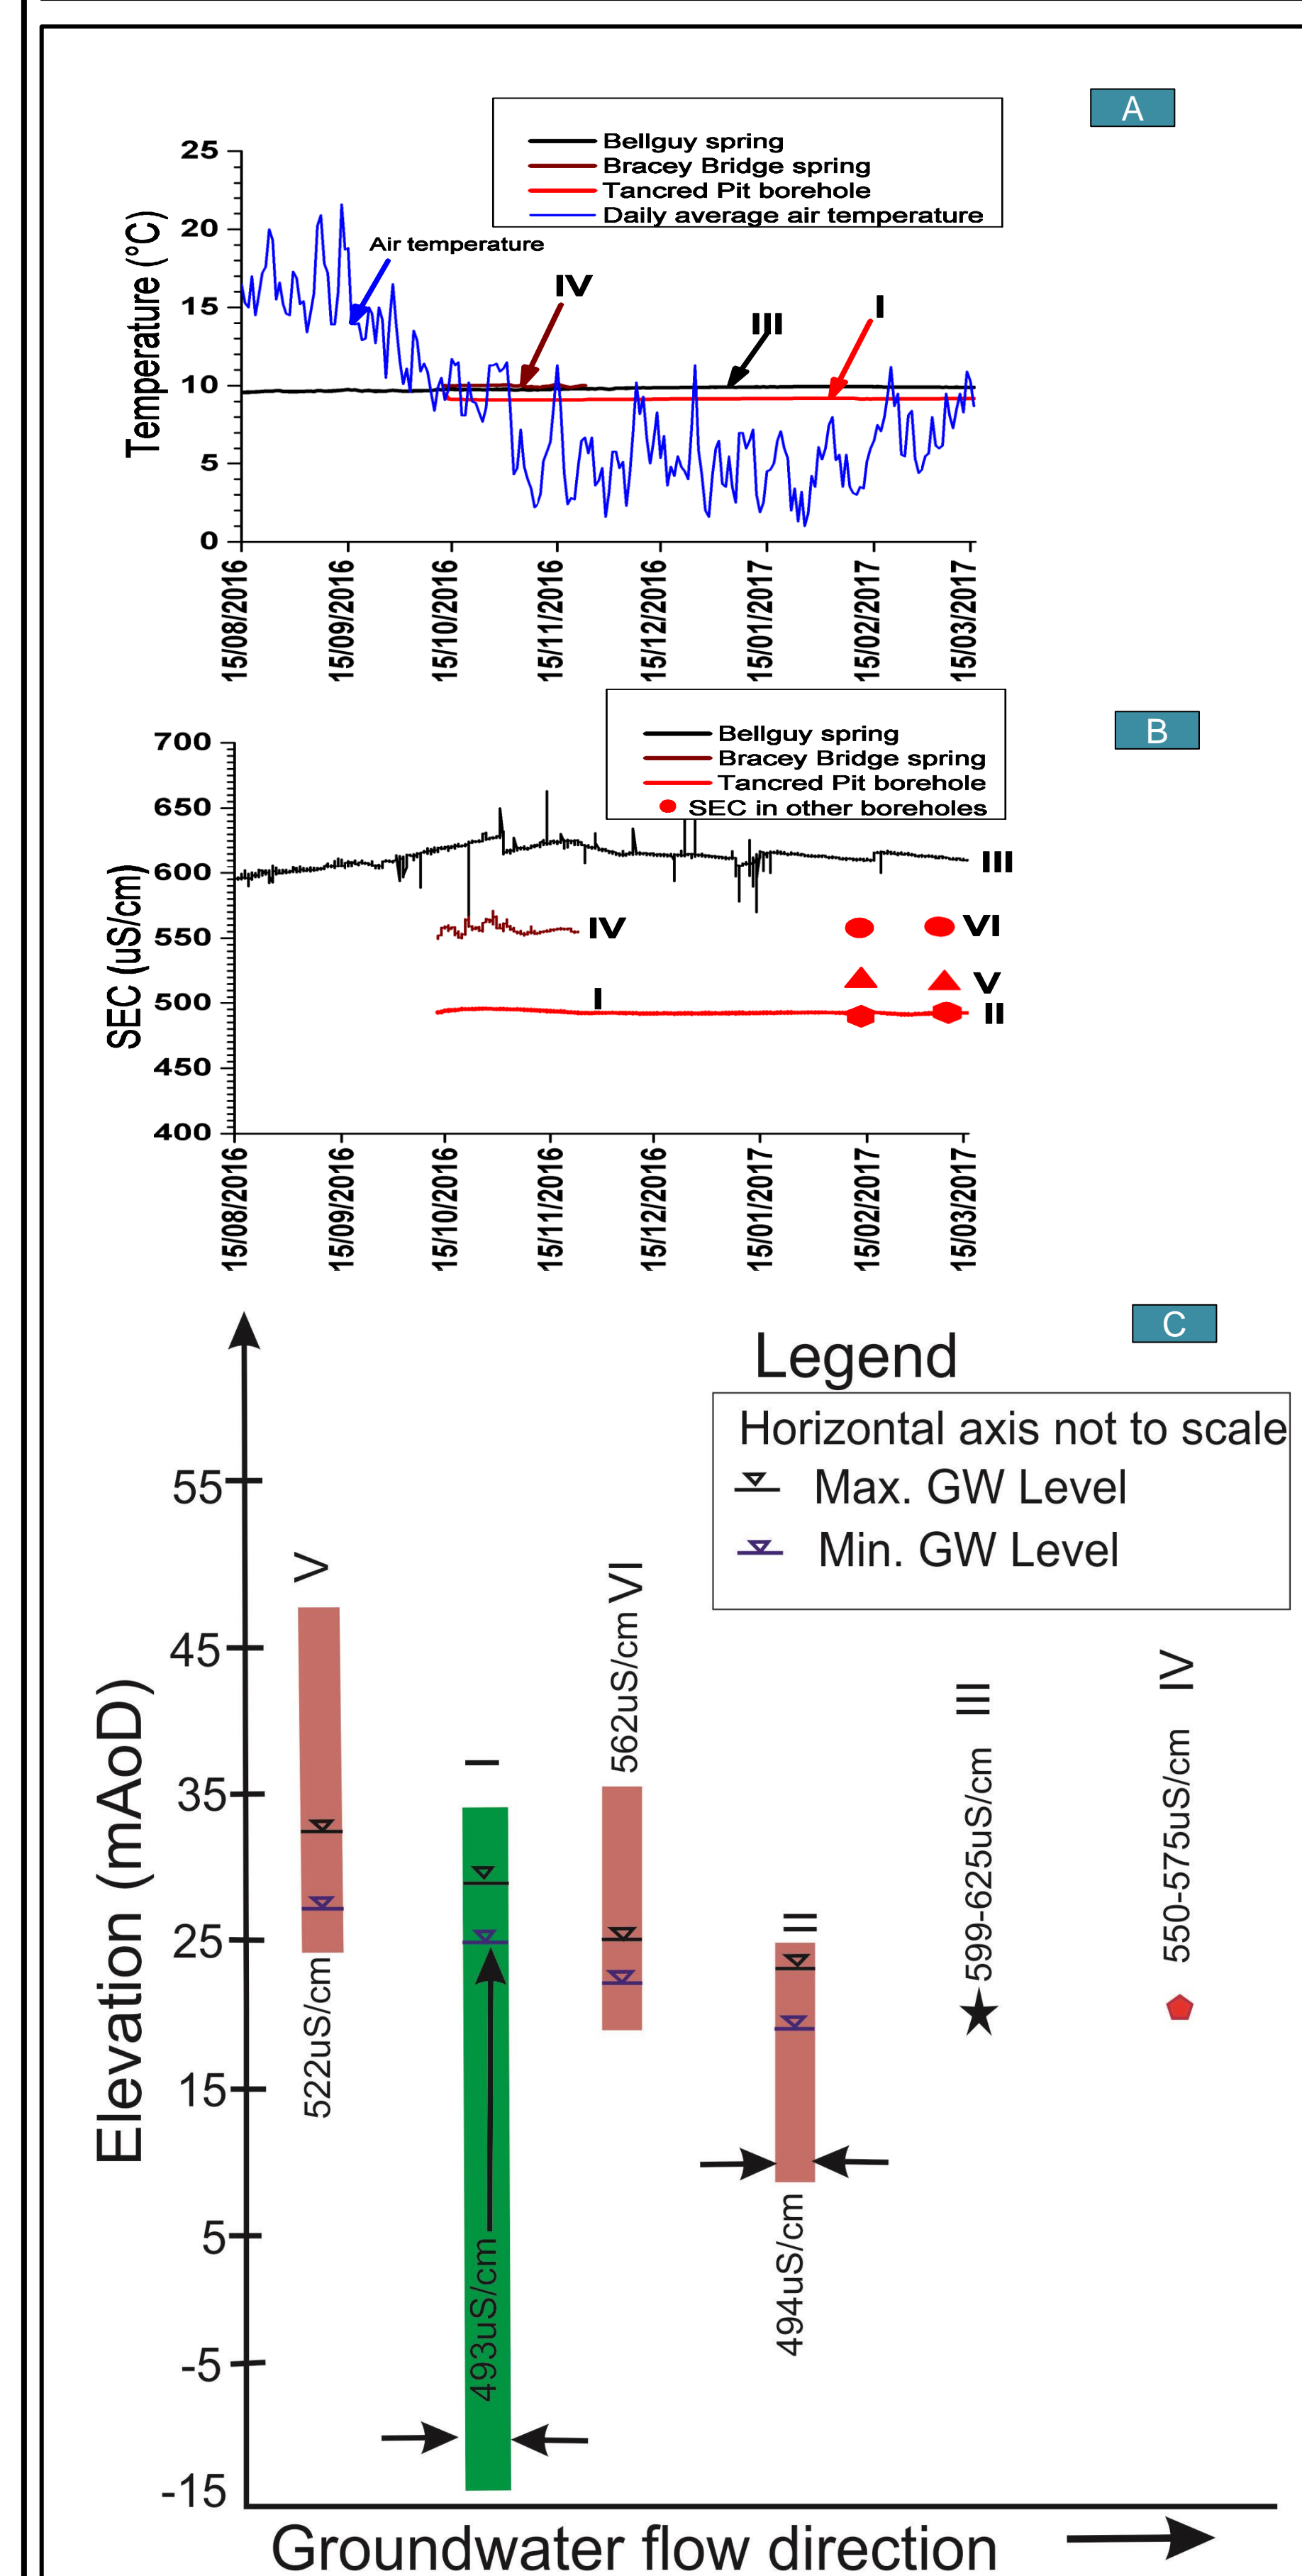 A
Bellguy spring
Bracey Bridge spring
Tancred Pit borehole
Daily average air temperature
25
20
15
10
5
0
Temperature (°C)
Air temperature
IV
III
I
15/08/2016
15/09/2016
15/10/2016
15/11/2016
15/12/2016
15/01/2017
15/02/2017
15/03/2017
B
Bellguy spring
Bracey Bridge spring
Tancred Pit borehole
SEC in other boreholes
700
650
600
550
500
450
400
SEC (uS/cm)
III
IV
VI
V
I
II
15/08/2016
15/09/2016
15/10/2016
15/11/2016
15/12/2016
15/01/2017
15/02/2017
15/03/2017
C
Legend
Horizontal axis not to scale
Max. GW Level
Min. GW Level
55
45
35
25
15
5
-5
-15
Elevation (mAoD)
V
522uS/cm
I
493uS/cm
562uS/cm VI
II
494uS/cm
599-625uS/cm III
550-575uS/cm IV
Groundwater flow direction